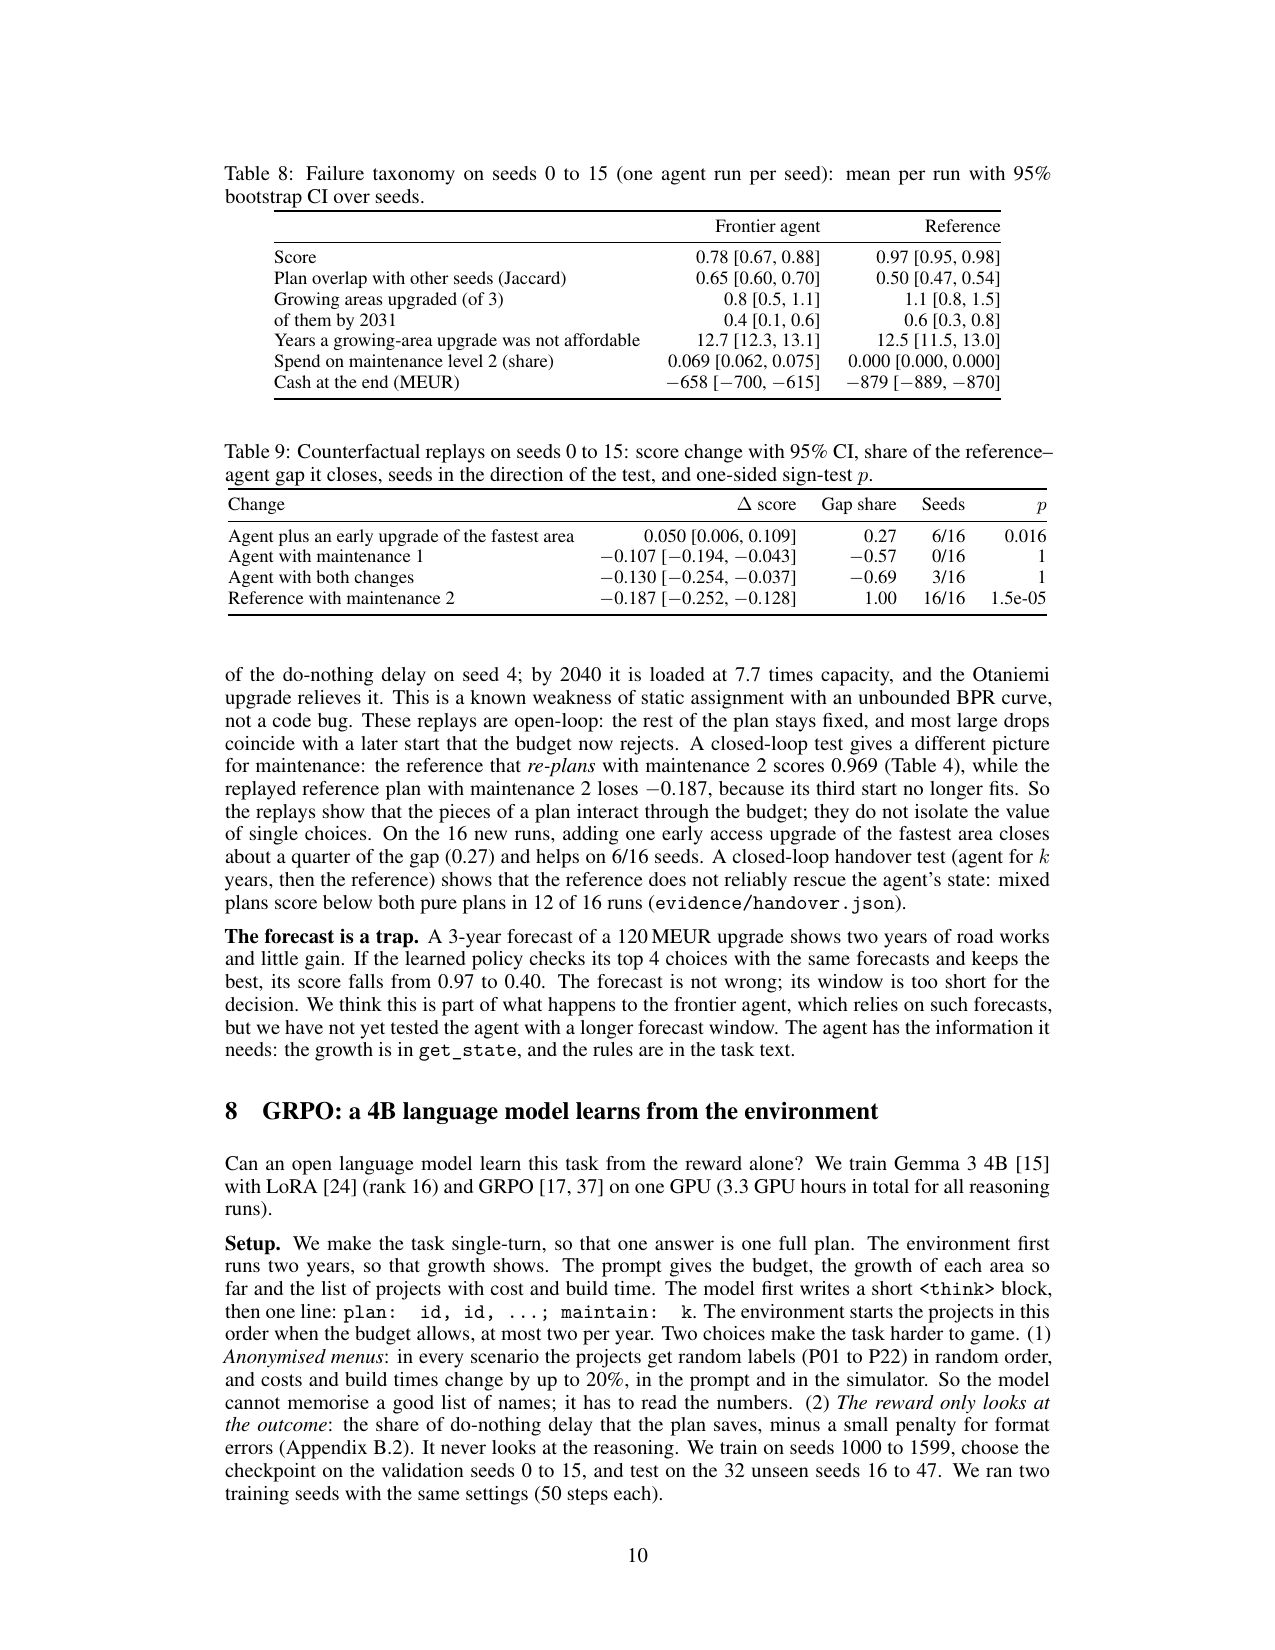 Table 8: Failure taxonomy on seeds 0 to 15 (one agent run per seed): mean per run with 95%
bootstrap CI over seeds.
Frontier agent Reference
Score 0.78 [0.67, 0.88] 0.97 [0.95, 0.98]
Plan overlap with other seeds (Jaccard) 0.65 [0.60, 0.70] 0.50 [0.47, 0.54]
Growing areas upgraded (of 3) 0.8 [0.5, 1.1] 1.1 [0.8, 1.5]
of them by 2031 0.4 [0.1, 0.6] 0.6 [0.3, 0.8]
Years a growing-area upgrade was not affordable 12.7 [12.3, 13.1] 12.5 [11.5, 13.0]
Spend on maintenance level 2 (share) 0.069 [0.062, 0.075] 0.000 [0.000, 0.000]
Cash at the end (MEUR) −658 [−700, −615] −879 [−889, −870]
Table 9: Counterfactual replays on seeds 0 to 15: score change with 95% CI, share of the reference–
agent gap it closes, seeds in the direction of the test, and one-sided sign-test p.
Change Δ score Gap share Seeds p
Agent plus an early upgrade of the fastest area 0.050 [0.006, 0.109] 0.27 6/16 0.016
Agent with maintenance 1 −0.107 [−0.194, −0.043] −0.57 0/16 1
Agent with both changes −0.130 [−0.254, −0.037] −0.69 3/16 1
Reference with maintenance 2 −0.187 [−0.252, −0.128] 1.00 16/16 1.5e-05
of the do-nothing delay on seed 4; by 2040 it is loaded at 7.7 times capacity, and the Otaniemi
upgrade relieves it. This is a known weakness of static assignment with an unbounded BPR curve,
not a code bug. These replays are open-loop: the rest of the plan stays fixed, and most large drops
coincide with a later start that the budget now rejects. A closed-loop test gives a different picture
for maintenance: the reference that re-plans with maintenance 2 scores 0.969 (Table 4), while the
replayed reference plan with maintenance 2 loses −0.187, because its third start no longer fits. So
the replays show that the pieces of a plan interact through the budget; they do not isolate the value
of single choices. On the 16 new runs, adding one early access upgrade of the fastest area closes
about a quarter of the gap (0.27) and helps on 6/16 seeds. A closed-loop handover test (agent for k
years, then the reference) shows that the reference does not reliably rescue the agent's state: mixed
plans score below both pure plans in 12 of 16 runs (evidence/handover.json).
The forecast is a trap. A 3-year forecast of a 120 MEUR upgrade shows two years of road works
and little gain. If the learned policy checks its top 4 choices with the same forecasts and keeps the
best, its score falls from 0.97 to 0.40. The forecast is not wrong; its window is too short for the
decision. We think this is part of what happens to the frontier agent, which relies on such forecasts,
but we have not yet tested the agent with a longer forecast window. The agent has the information it
needs: the growth is in get_state, and the rules are in the task text.
8 GRPO: a 4B language model learns from the environment
Can an open language model learn this task from the reward alone? We train Gemma 3 4B [15]
with LoRA [24] (rank 16) and GRPO [17, 37] on one GPU (3.3 GPU hours in total for all reasoning
runs).
Setup. We make the task single-turn, so that one answer is one full plan. The environment first
runs two years, so that growth shows. The prompt gives the budget, the growth of each area so
far and the list of projects with cost and build time. The model first writes a short <think> block,
then one line: plan: id, id, ...; maintain: k. The environment starts the projects in this
order when the budget allows, at most two per year. Two choices make the task harder to game. (1)
Anonymised menus: in every scenario the projects get random labels (P01 to P22) in random order,
and costs and build times change by up to 20%, in the prompt and in the simulator. So the model
cannot memorise a good list of names; it has to read the numbers. (2) The reward only looks at
the outcome: the share of do-nothing delay that the plan saves, minus a small penalty for format
errors (Appendix B.2). It never looks at the reasoning. We train on seeds 1000 to 1599, choose the
checkpoint on the validation seeds 0 to 15, and test on the 32 unseen seeds 16 to 47. We ran two
training seeds with the same settings (50 steps each).
10